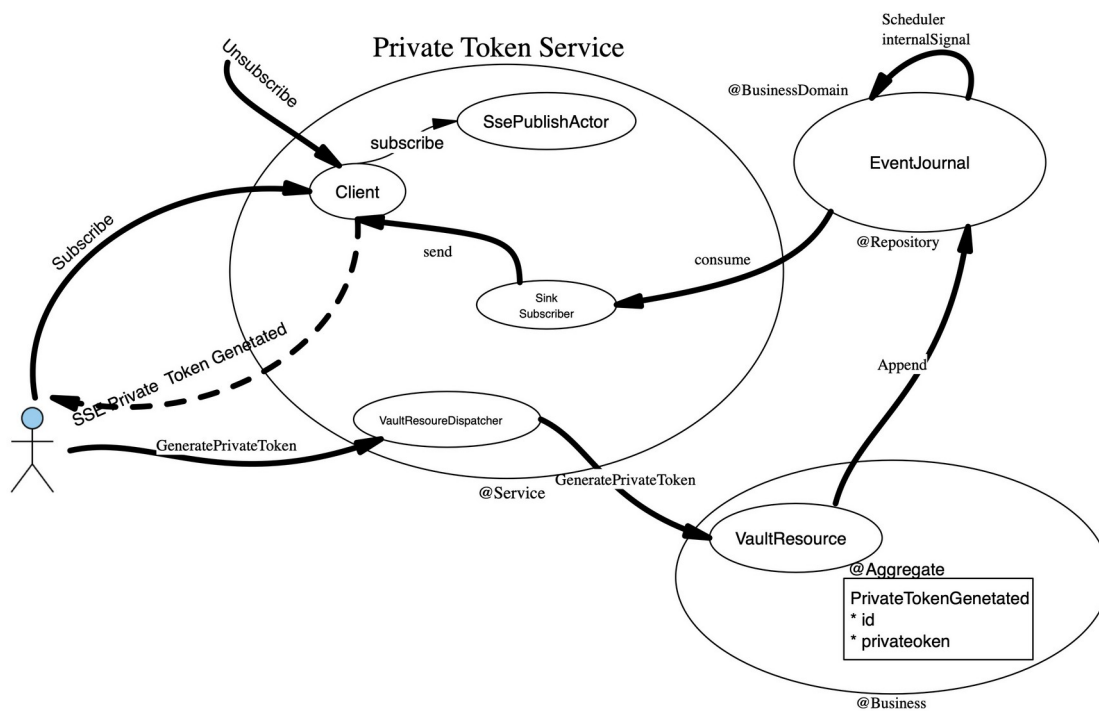 Scheduler
internalSignal
Private Token Service
Unsubscribe
@BusinessDomain
SsePublishActor
subscribe
EventJournal
Client
Subscribe
@Repository
send
consume
Sink
Subscriber
SSE Private Token Genetated
Append
VaultResoureDispatcher
GeneratePrivateToken
GeneratePrivateToken
@Service
VaultResource
@Aggregate
PrivateTokenGenetated
* id
* privateoken
@Business